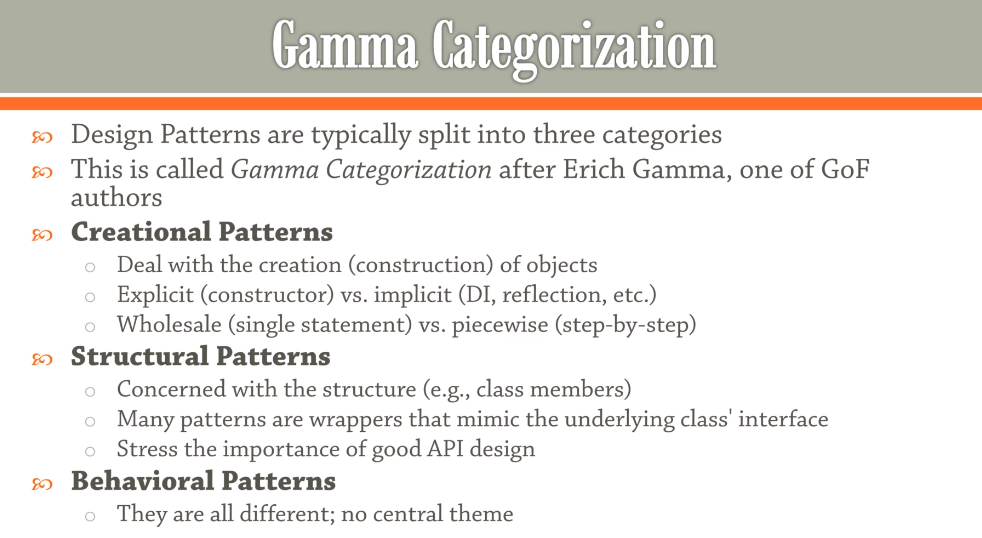 Gamma Categorization
Design Patterns are typically split into three categories
This is called Gamma Categorization after Erich Gamma, one of GoF
authors
Creational Patterns
Deal with the creation (construction) of objects
Explicit (constructor) vs. implicit (DI, reflection, etc.)
Wholesale (single statement) vs. piecewise (step-by-step)
Structural Patterns
Concerned with the structure (e.g., class members)
Many patterns are wrappers that mimic the underlying class' interface
Stress the importance of good API design
Behavioral Patterns
They are all different; no central theme